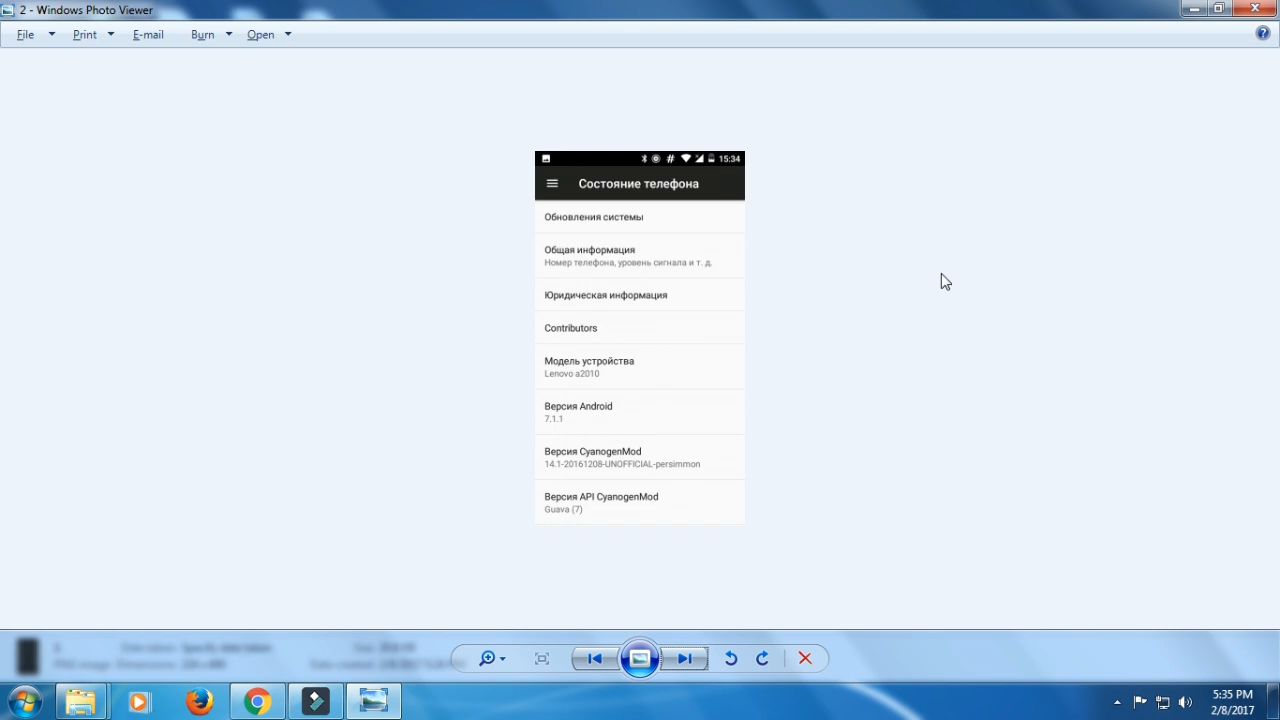 2 - Windows Photo Viewer
File Print E-mail Burn Open
15:34
Состояние телефона
Обновления системы
Общая информация
Номер телефона, уровень сигнала и т. д.
Юридическая информация
Contributors
Модель устройства
Lenovo a2010
Версия Android
7.1.1
Версия CyanogenMod
14.1-20161208-UNOFFICIAL-persimmon
Версия API CyanogenMod
Guava (7)
5:35 PM
2/8/2017